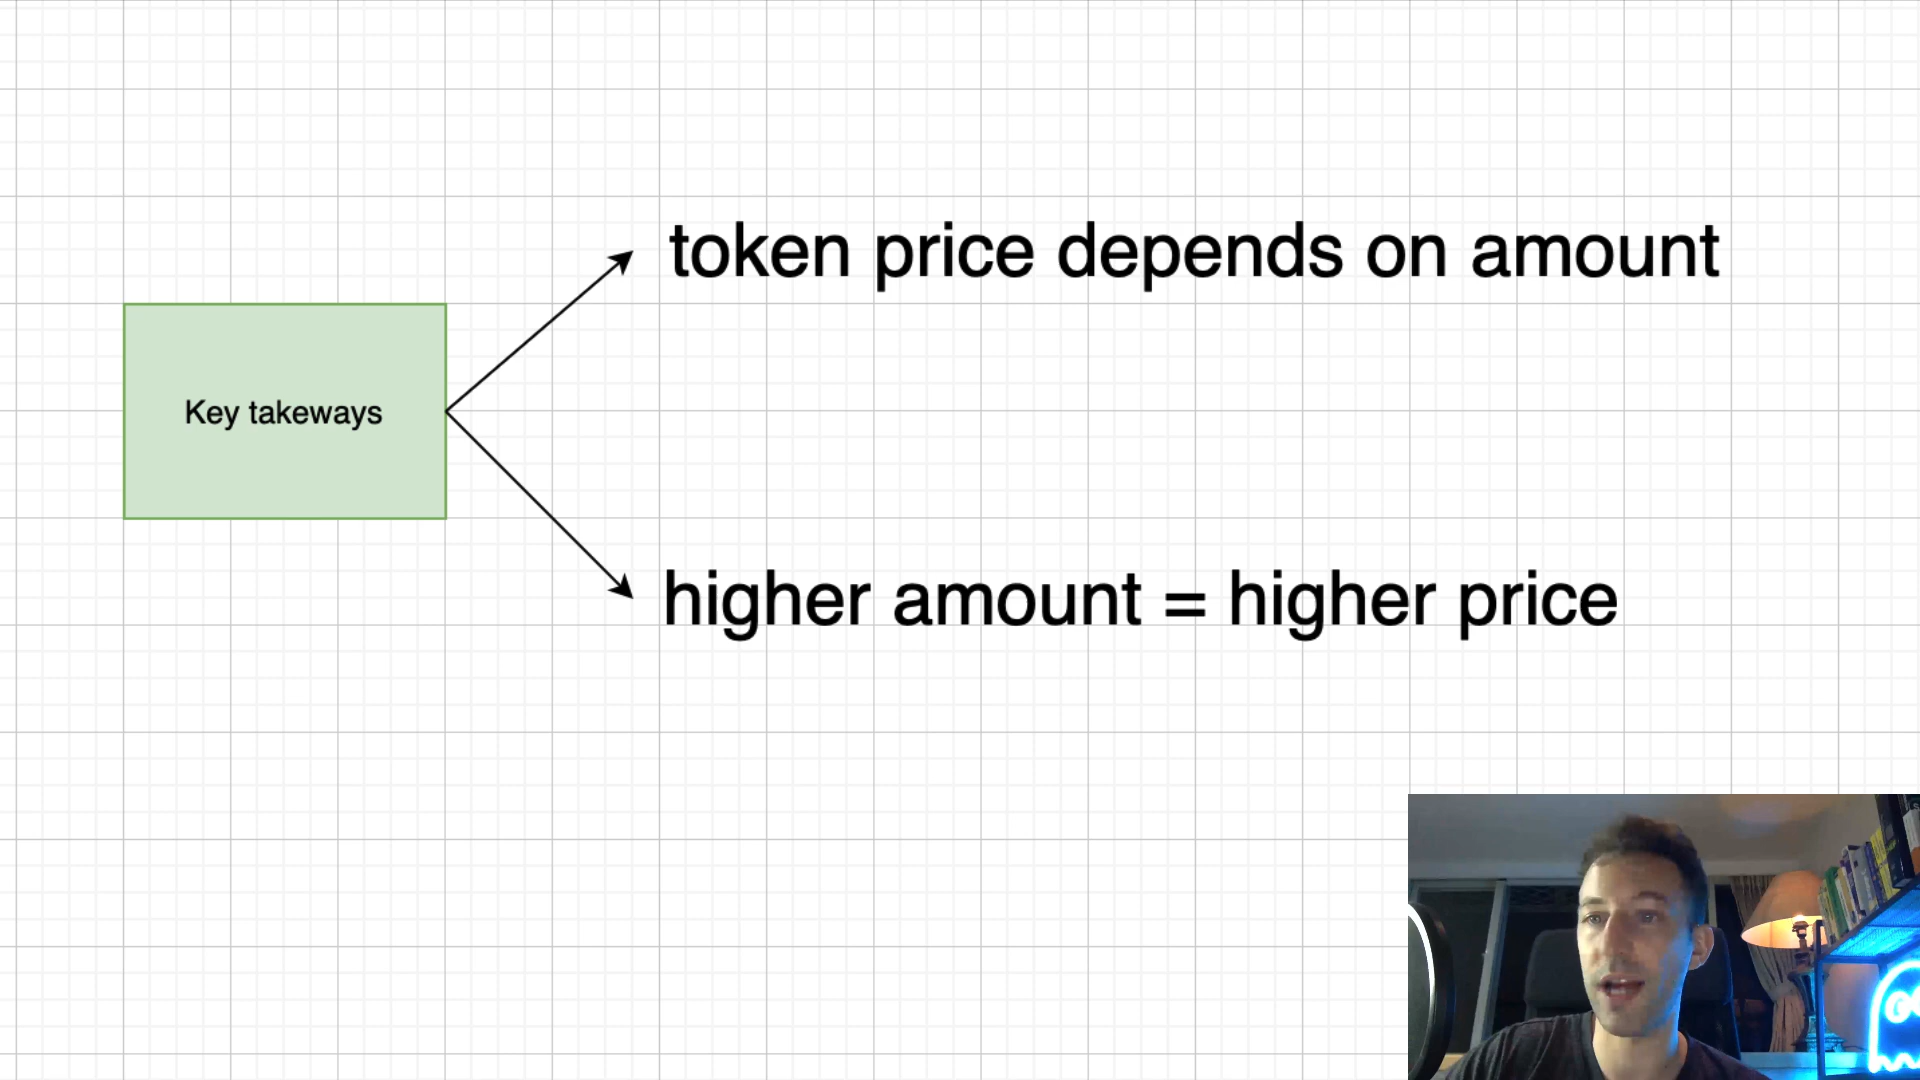 token price depends on amount
Key takeways
higher amount = higher price